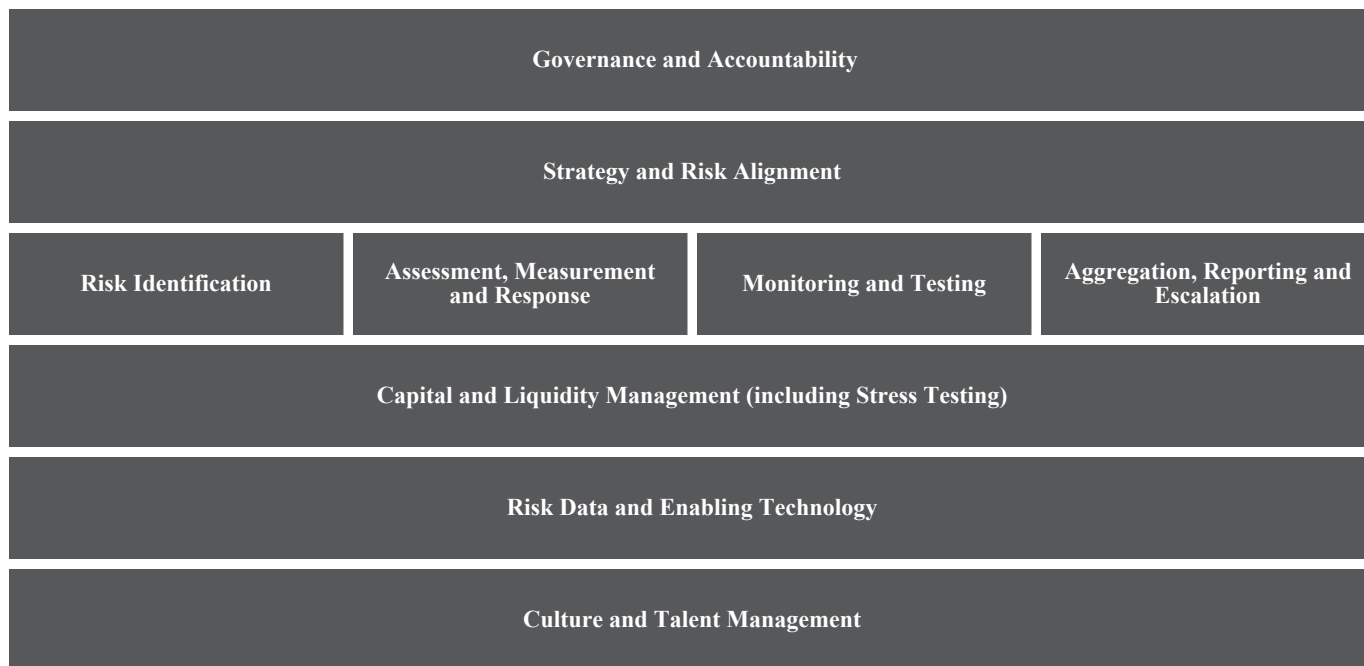 Governance and Accountability
Strategy and Risk Alignment
Risk Identification
Assessment, Measurement
and Response
Monitoring and Testing
Aggregation, Reporting and
Escalation
Capital and Liquidity Management (including Stress Testing)
Risk Data and Enabling Technology
Culture and Talent Management